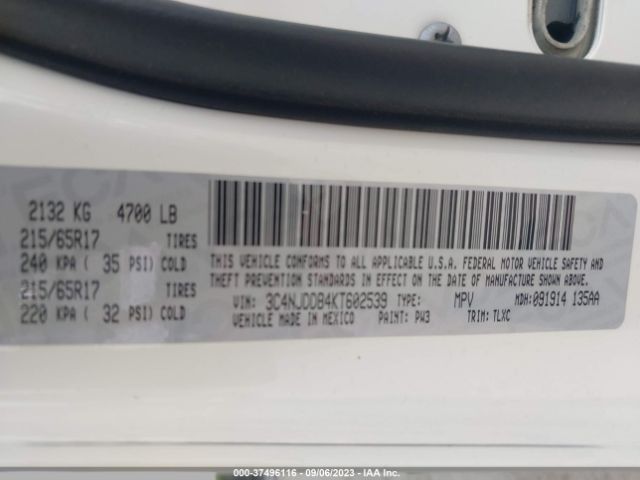 2132 KG 4700 LB
215/65R17 TIRES
240 KPA ( 35 PSI) COLD
215/65R17 TIRES
220 KPA ( 32 PSI) COLD
THIS VEHICLE CONFORMS TO ALL APPLICABLE U.S.A. FEDERAL MOTOR VEHICLE SAFETY AND
THEFT PREVENTION STANDARDS IN EFFECT ON THE DATE OF MANUFACTURE SHOWN ABOVE.
VIN: 3C4NJDDB4KT602539 TYPE: MPV MDH:091914 135AA
VEHICLE MADE IN MEXICO PAINT: PW3 TRIM: TLXC
000-37496116 - 09/06/2023 - IAA Inc.